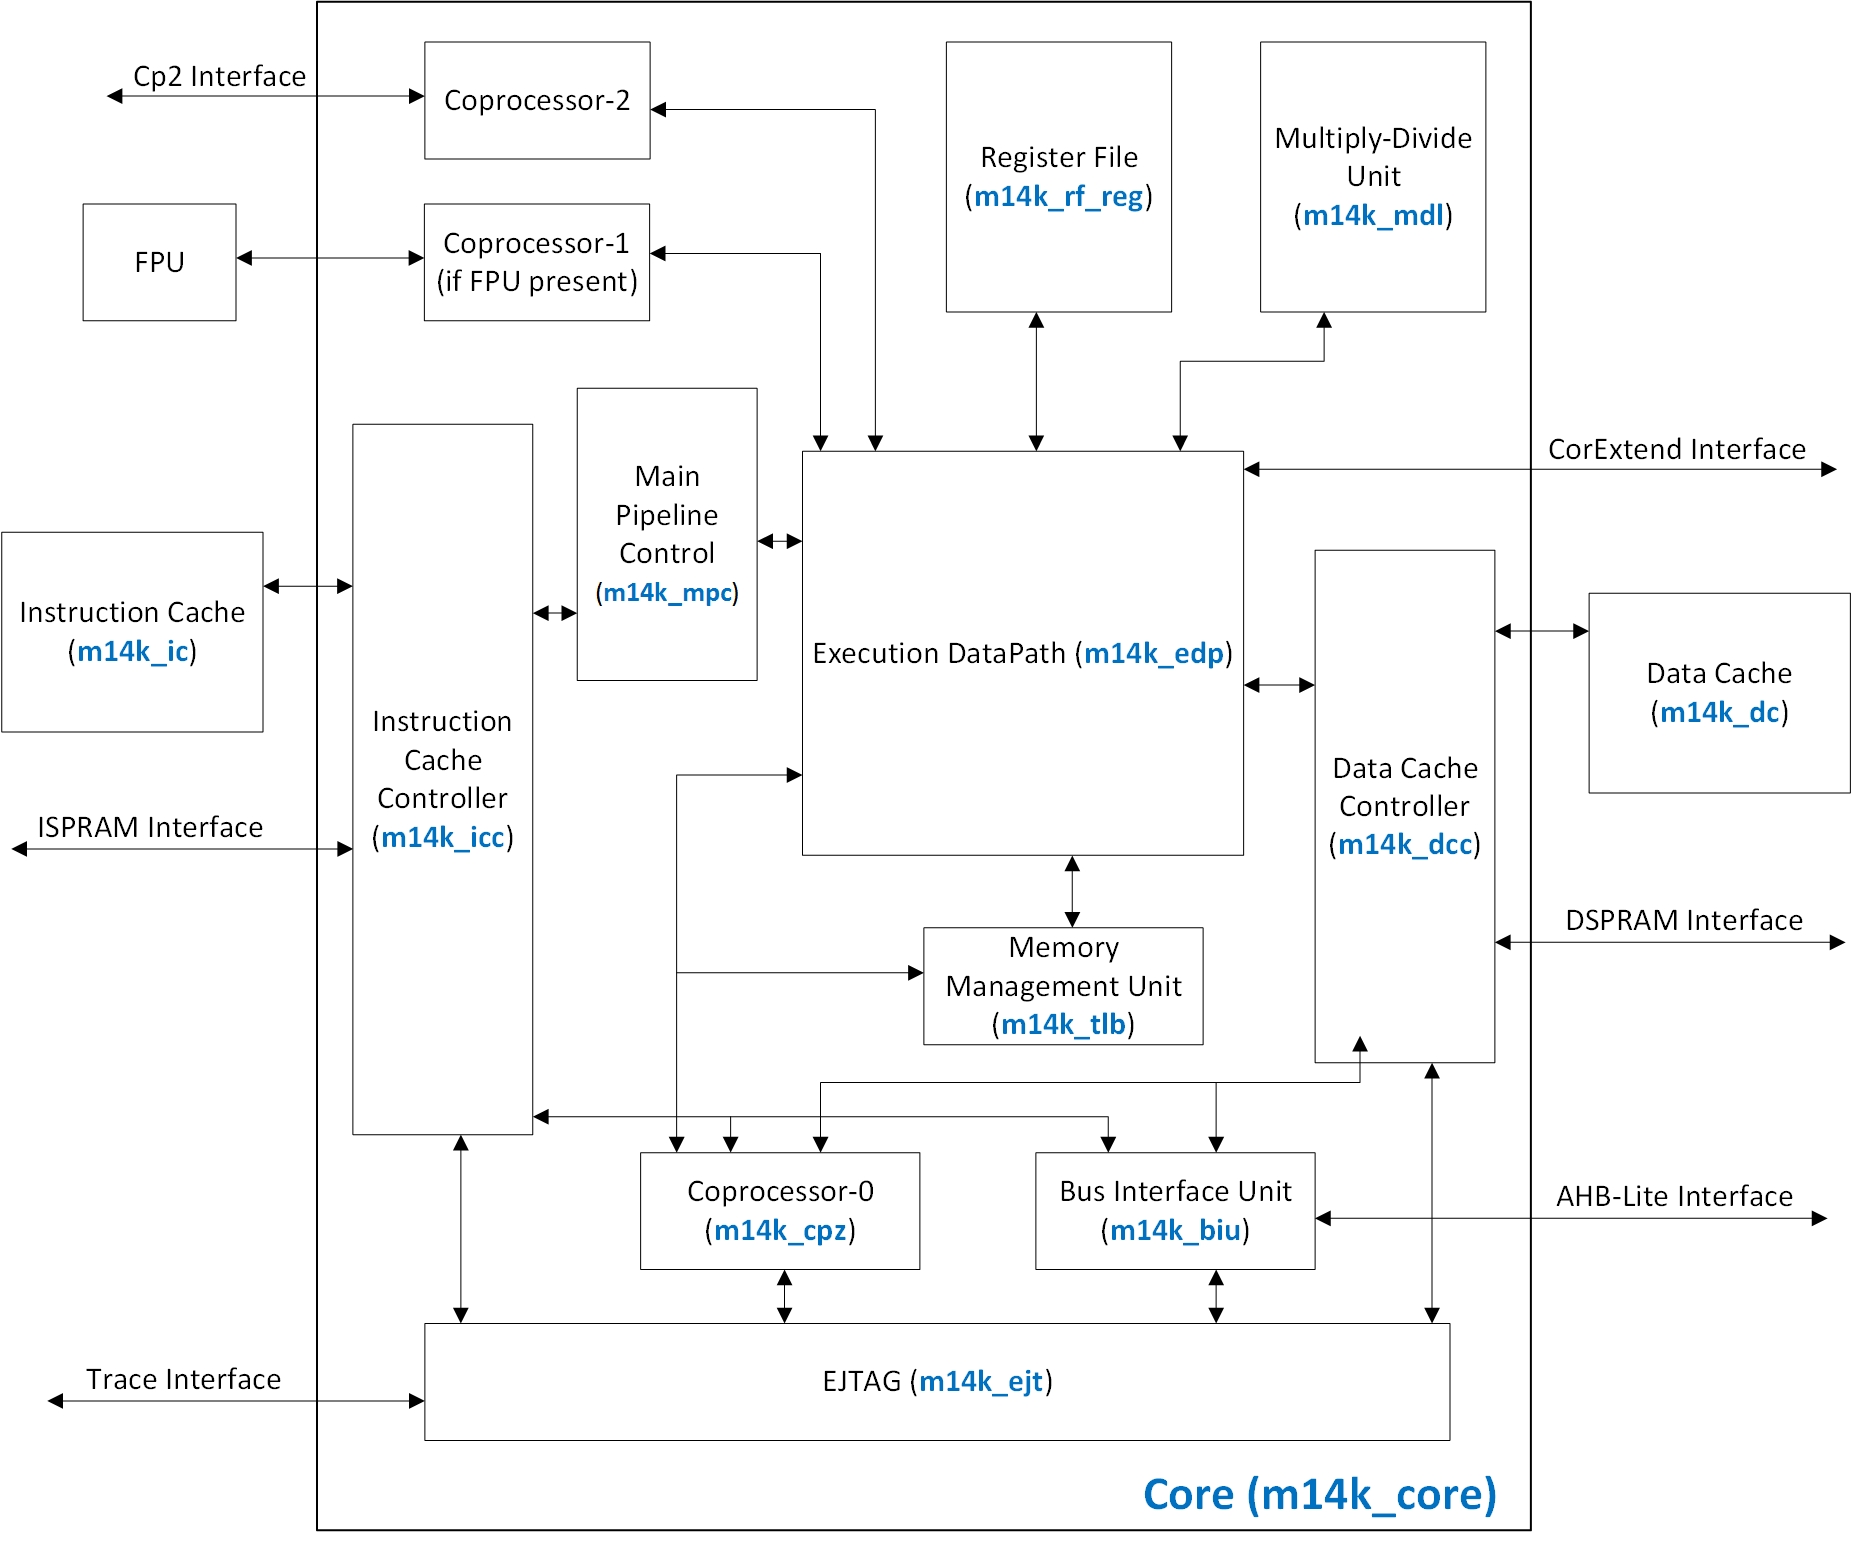 Cp2 Interface
Coprocessor-2
Register File
(m14k_rf_reg)
Multiply-Divide
Unit
(m14k_mdl)
FPU
Coprocessor-1
(if FPU present)
Main
Pipeline
Control
(m14k_mpc)
CorExtend Interface
Instruction Cache
(m14k_ic)
Execution DataPath (m14k_edp)
Data Cache
(m14k_dc)
Instruction
Cache
Controller
(m14k_icc)
Data Cache
Controller
(m14k_dcc)
ISPRAM Interface
DSPRAM Interface
Memory
Management Unit
(m14k_tlb)
Coprocessor-0
(m14k_cpz)
Bus Interface Unit
(m14k_biu)
AHB-Lite Interface
Trace Interface
EJTAG (m14k_ejt)
Core (m14k_core)